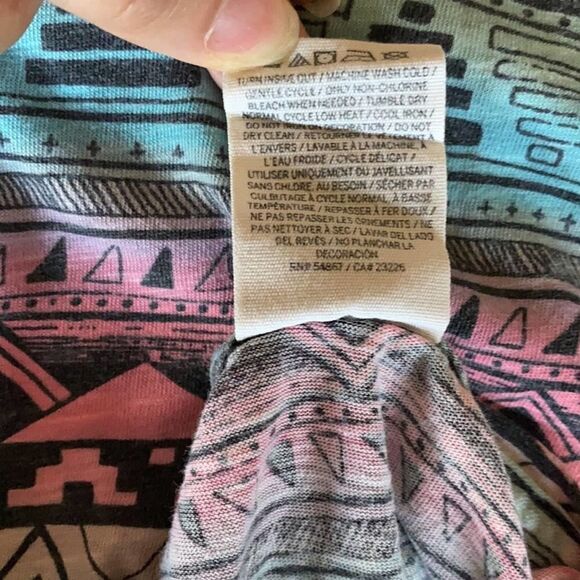 TURN INSIDE OUT / MACHINE WASH COLD /
GENTLE CYCLE / ONLY NON-CHLORINE
BLEACH WHEN NEEDED / TUMBLE DRY
NORMAL CYCLE LOW HEAT / COOL IRON /
DO NOT IRON ON DECORATION / DO NOT
DRY CLEAN / RETOURNER LE VÊTEMENT À
L'ENVERS / LAVABLE À LA MACHINE, À
L'EAU FROIDE / CYCLE DÉLICAT /
UTILISER UNIQUEMENT DU JAVELLISANT
SANS CHLORE, AU BESOIN / SÉCHER PAR
CULBUTAGE À CYCLE NORMAL, À BASSE
TEMPÉRATURE / REPASSER À FER DOUX /
NE PAS REPASSER LES ORNEMENTS / NE
PAS NETTOYER À SEC / LAVAR DEL LADO
DEL REVÉS / NO PLANCHAR LA
DECORACIÓN
RN# 54867 / CA# 23226